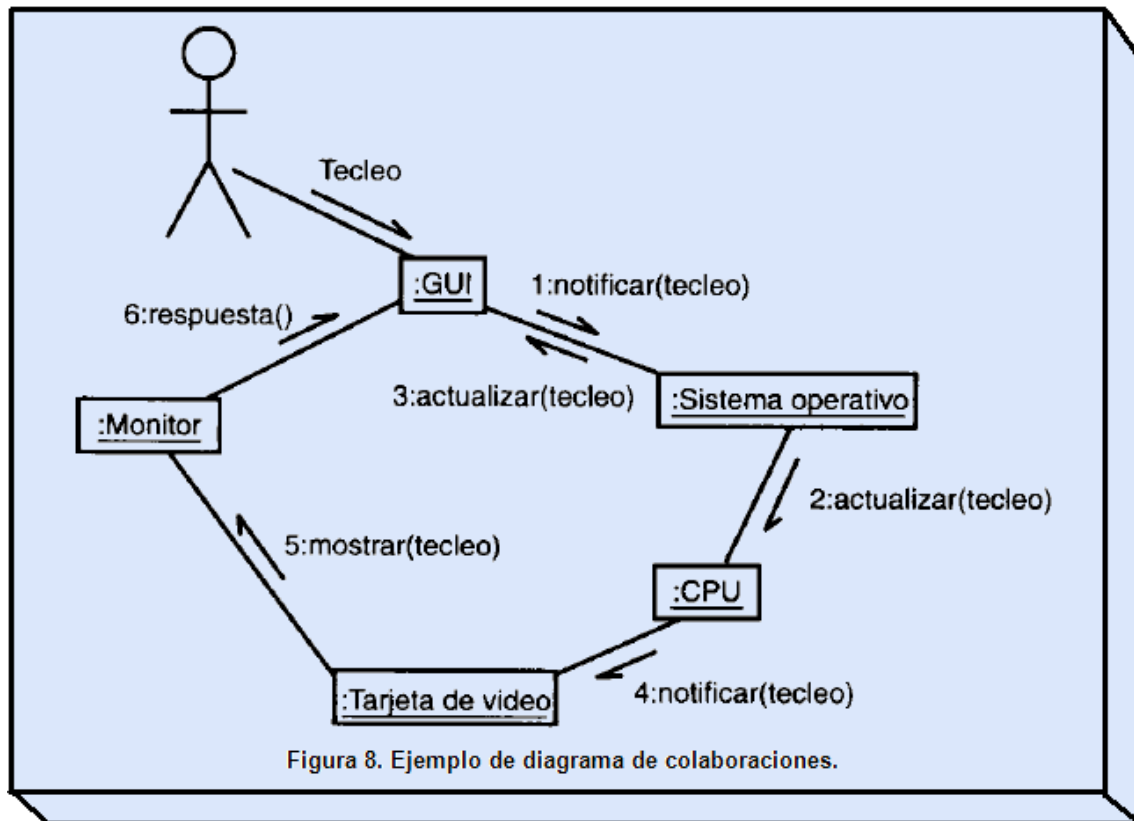 Tecleo
:GUI
1:notificar(tecleo)
6:respuesta()
3:actualizar(tecleo)
:Sistema operativo
:Monitor
2:actualizar(tecleo)
5:mostrar(tecleo)
:CPU
:Tarjeta de video
4:notificar(tecleo)
Figura 8. Ejemplo de diagrama de colaboraciones.